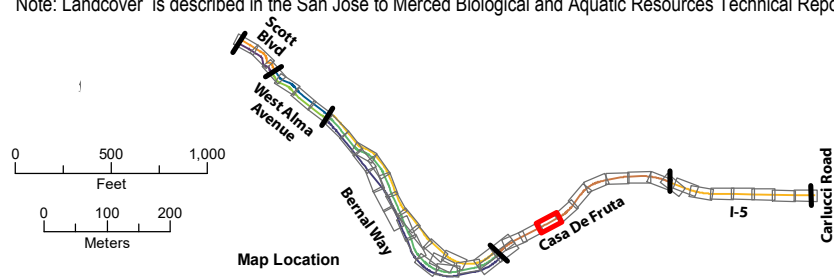 Note: Landcover is described in the San Jose to Merced Biological and Aquatic Resources Technical Repo
Scott
Blvd
West Alma
Avenue
0 500 1,000
Feet
0 100 200
Meters
Bernal Way
Map Location
Casa De Fruta
I-5
Carlucci Road